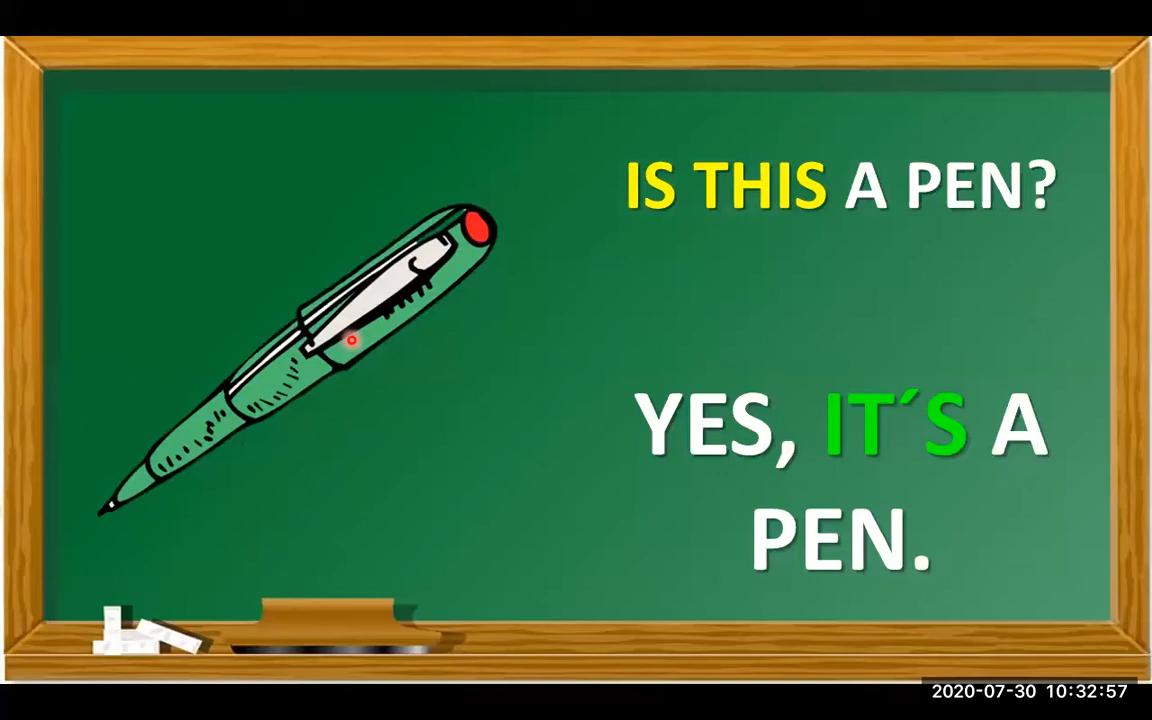 IS THIS A PEN?
YES, IT´S A
PEN.
2020-07-30 10:32:57